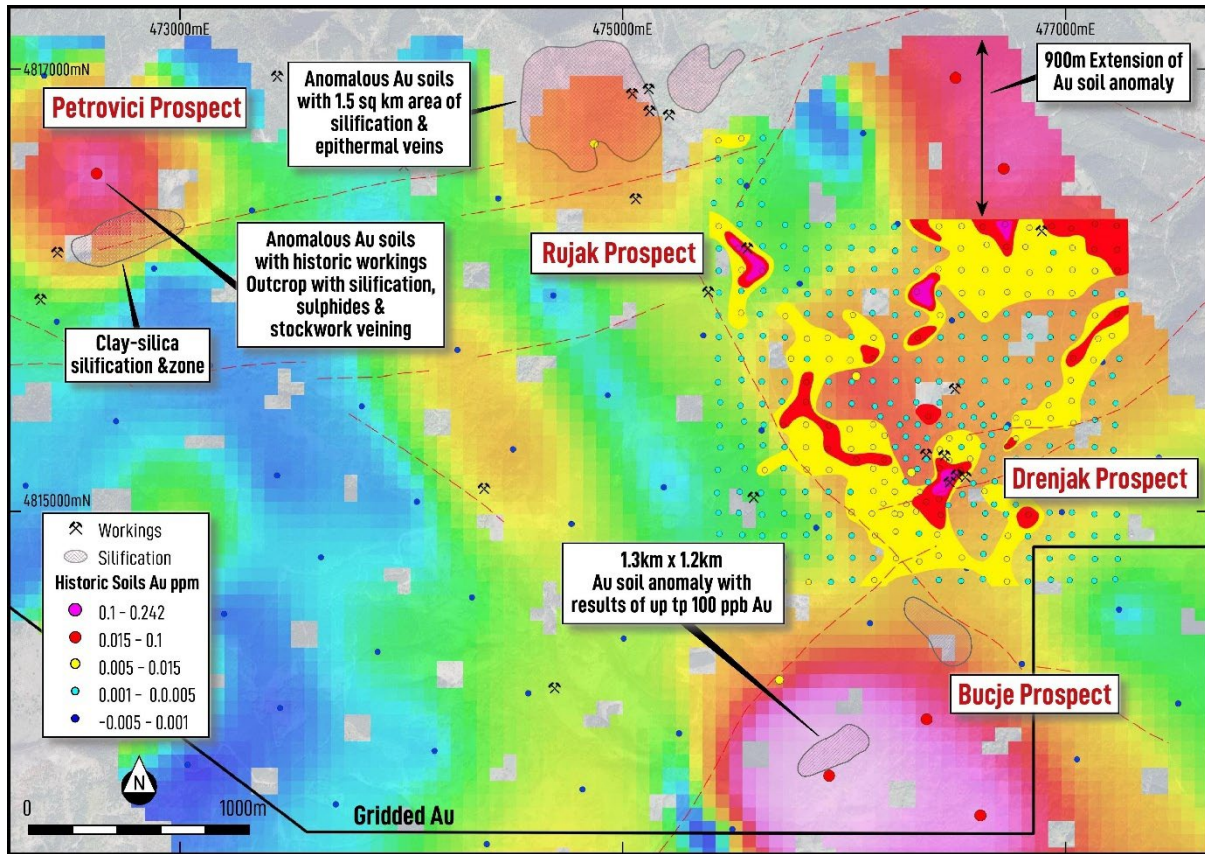 473000mE
475000mE
477000mE
4817000mN
Petrovici Prospect
Anomalous Au soils
with 1.5 sq km area of
silification &
epithermal veins
900m Extension of
Au soil anomaly
Anomalous Au soils
with historic workings
Outcrop with silification,
sulphides &
stockwork veining
Rujak Prospect
Clay-silica
silification &zone
4815000mN
Drenjak Prospect
Workings
Silification
Historic Soils Au ppm
0.1 - 0.242
0.015 - 0.1
0.005 - 0.015
0.001 - 0.0.005
-0.005 - 0.001
1.3km x 1.2km
Au soil anomaly with
results of up tp 100 ppb Au
Bucje Prospect
N
0 1000m
Gridded Au